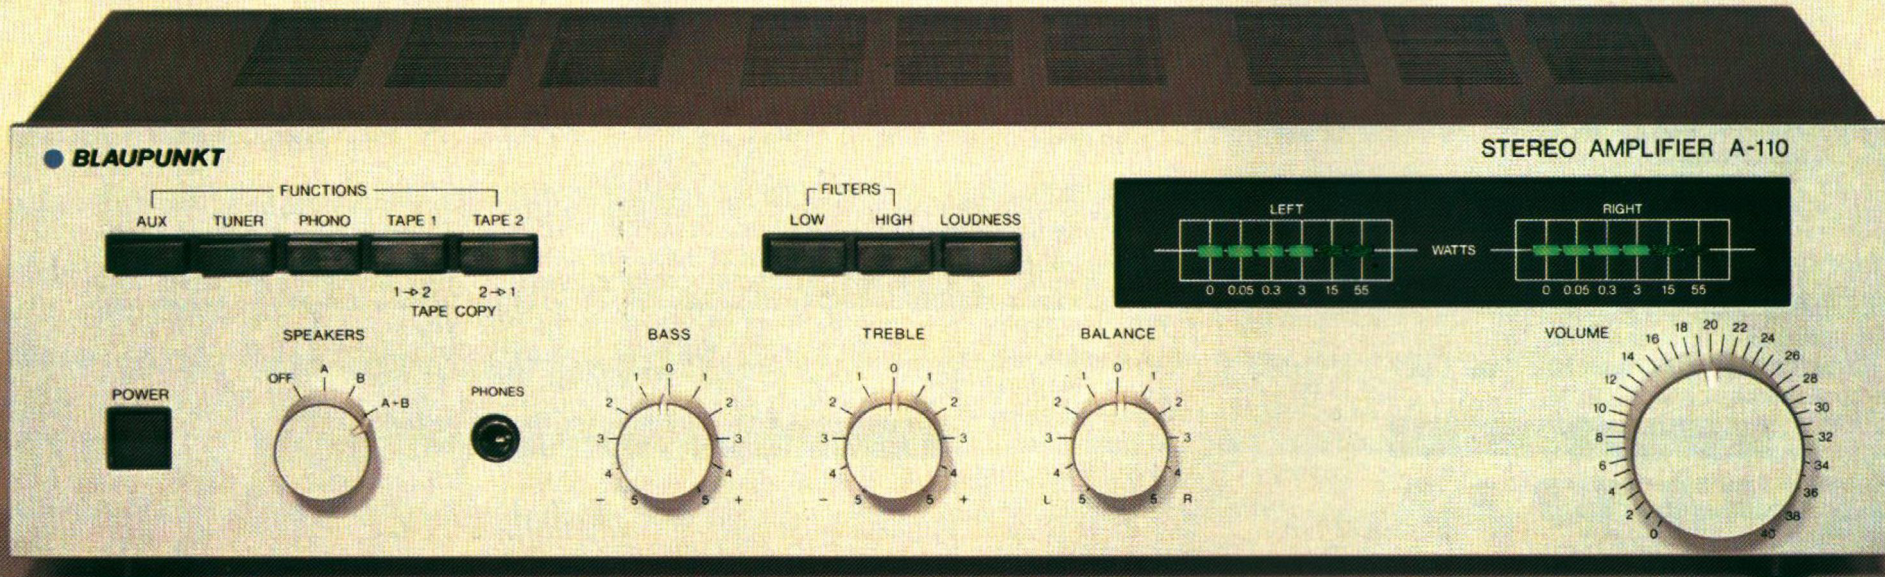 BLAUPUNKT
STEREO AMPLIFIER A-110
FUNCTIONS
AUX TUNER PHONO TAPE 1 TAPE 2
1→2 2→1
TAPE COPY
FILTERS
LOW HIGH LOUDNESS
LEFT
0 0.05 0.3 3 15 55
WATTS
RIGHT
0 0.05 0.3 3 15 55
POWER
SPEAKERS
OFF A B A+B
PHONES
BASS
5 4 3 2 1 0 1 2 3 4 5
- +
TREBLE
5 4 3 2 1 0 1 2 3 4 5
- +
BALANCE
5 4 3 2 1 0 1 2 3 4 5
L R
VOLUME
0 2 4 6 8 10 12 14 16 18 20 22 24 26 28 30 32 34 36 38 40